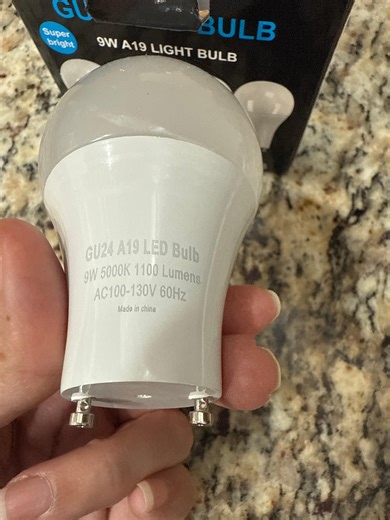 GU BULB
Super
bright
9W A19 LIGHT BULB
GU24 A19 LED Bulb
9W 5000K 1100 Lumens
AC100-130V 60Hz
Made in china